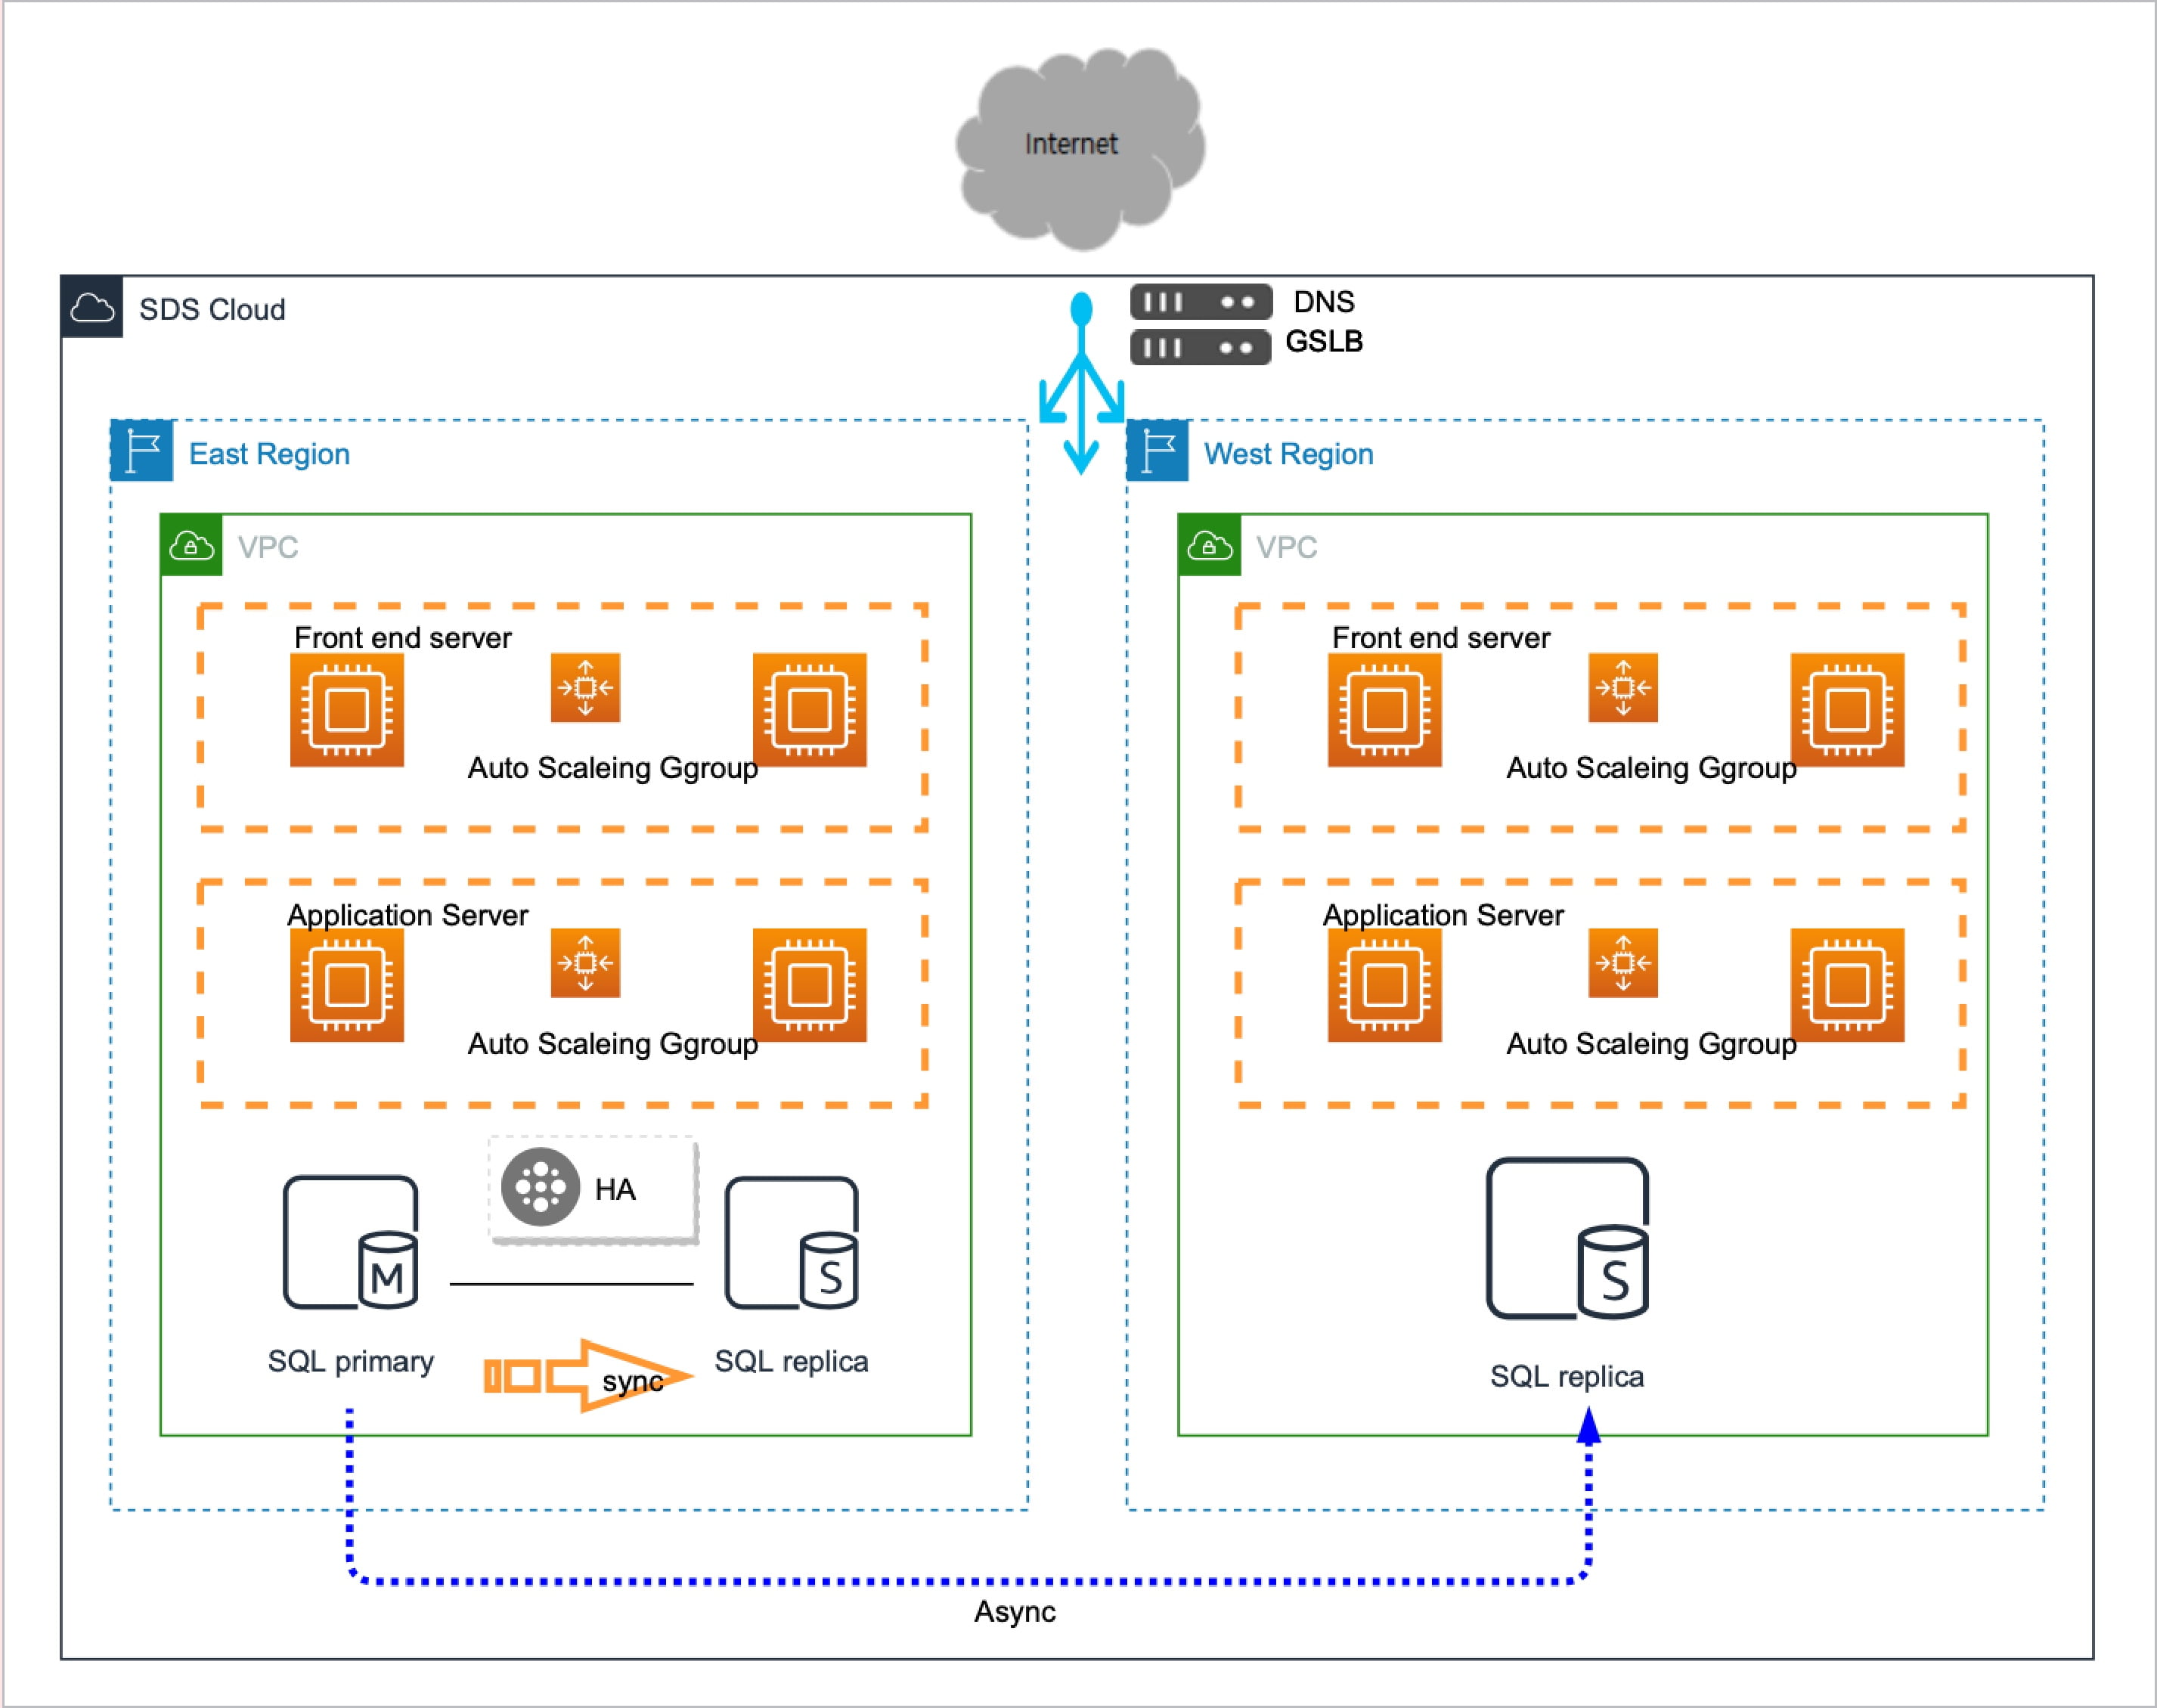 Internet
SDS Cloud
DNS
GSLB
East Region
West Region
VPC
VPC
Front end server
Auto Scaleing Ggroup
Front end server
Auto Scaleing Ggroup
Application Server
Auto Scaleing Ggroup
Application Server
Auto Scaleing Ggroup
HA
M
S
S
SQL primary
sync
SQL replica
SQL replica
Async